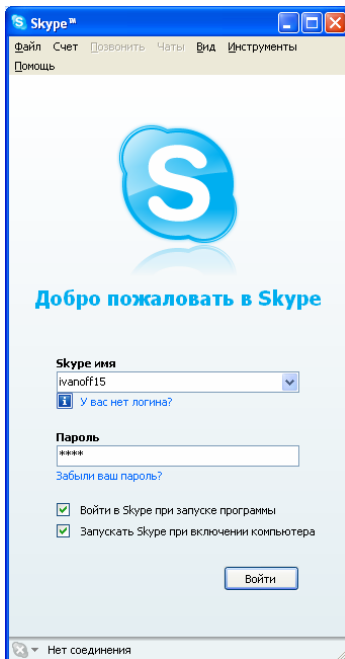 Skype™
Файл Счет Позвонить Чаты Вид Инструменты
Помощь
S
Добро пожаловать в Skype
Skype имя
ivanoff15
i У вас нет логина?
Пароль
****
Забыли ваш пароль?
Войти в Skype при запуске программы
Запускать Skype при включении компьютера
Войти
Нет соединения